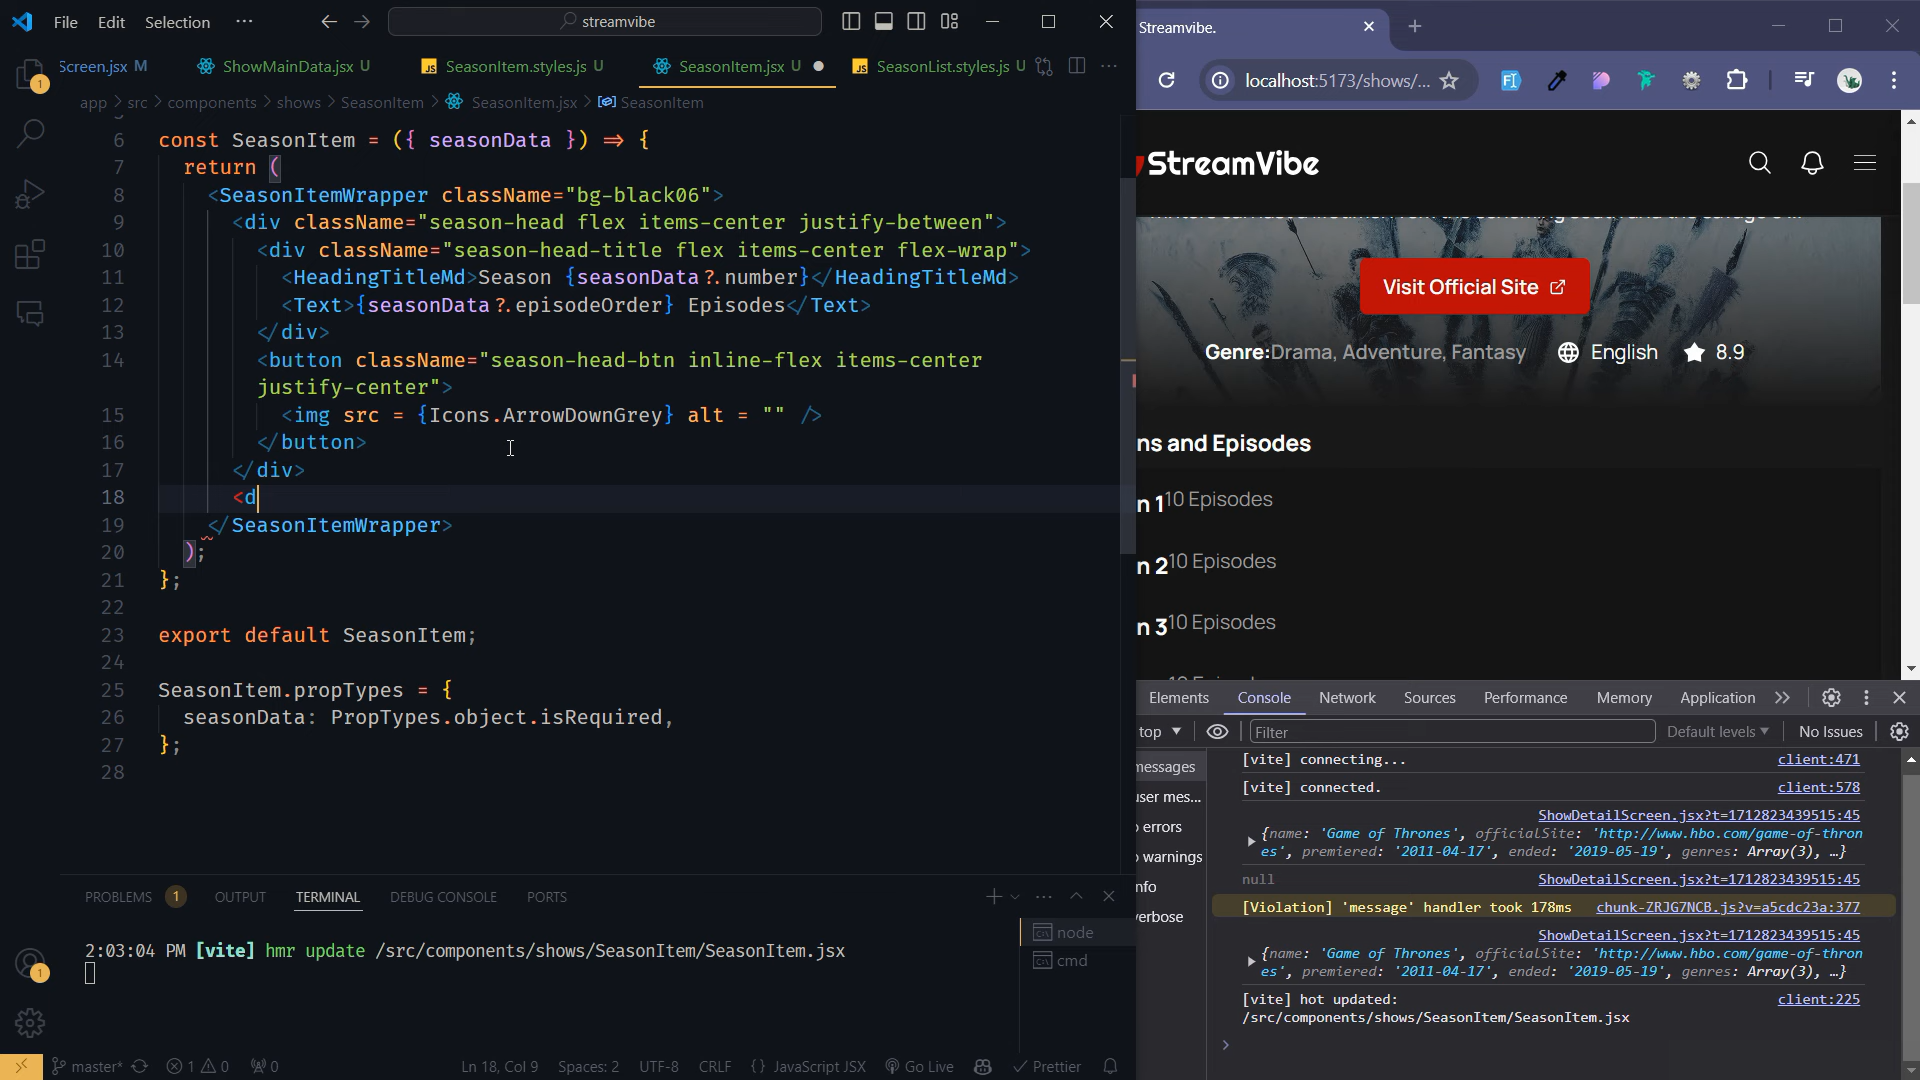 File Edit Selection ···
streamvibe
Screen.jsx M
ShowMainData.jsx U
SeasonItem.styles.js U
SeasonItem.jsx U
SeasonList.styles.js U
app > src > components > shows > SeasonItem > SeasonItem.jsx > SeasonItem
6 const SeasonItem = ({ seasonData }) => {
7 return (
8 <SeasonItemWrapper className="bg-black06">
9 <div className="season-head flex items-center justify-between">
10 <div className="season-head-title flex items-center flex-wrap">
11 <HeadingTitleMd>Season {seasonData?.number}</HeadingTitleMd>
12 <Text>{seasonData?.episodeOrder} Episodes</Text>
13 </div>
14 <button className="season-head-btn inline-flex items-center
justify-center">
15 <img src = {Icons.ArrowDownGrey} alt = "" />
16 </button>
17 </div>
18 <d
19 </SeasonItemWrapper>
20 );
21 };
22
23 export default SeasonItem;
24
25 SeasonItem.propTypes = {
26 seasonData: PropTypes.object.isRequired,
27 };
28
PROBLEMS 1 OUTPUT TERMINAL DEBUG CONSOLE PORTS
2:03:04 PM [vite] hmr update /src/components/shows/SeasonItem/SeasonItem.jsx
node
cmd
1
master* 1 0 0 Ln 18, Col 9 Spaces: 2 UTF-8 CRLF {} JavaScript JSX Go Live Prettier
Streamvibe.
localhost:5173/shows/...
StreamVibe
Visit Official Site
Genre:Drama, Adventure, Fantasy English 8.9
ns and Episodes
n 1 10 Episodes
n 2 10 Episodes
n 3 10 Episodes
Elements Console Network Sources Performance Memory Application
top Filter Default levels No Issues
messages
user mes...
errors
warnings
nfo
verbose
[vite] connecting... client:471
[vite] connected. client:578
ShowDetailScreen.jsx?t=1712823439515:45
{name: 'Game of Thrones', officialSite: 'http://www.hbo.com/game-of-thron
es', premiered: '2011-04-17', ended: '2019-05-19', genres: Array(3), …}
null ShowDetailScreen.jsx?t=1712823439515:45
[Violation] 'message' handler took 178ms chunk-ZRJG7NCB.js?v=a5cdc23a:377
ShowDetailScreen.jsx?t=1712823439515:45
{name: 'Game of Thrones', officialSite: 'http://www.hbo.com/game-of-thron
es', premiered: '2011-04-17', ended: '2019-05-19', genres: Array(3), …}
[vite] hot updated: client:225
/src/components/shows/SeasonItem/SeasonItem.jsx